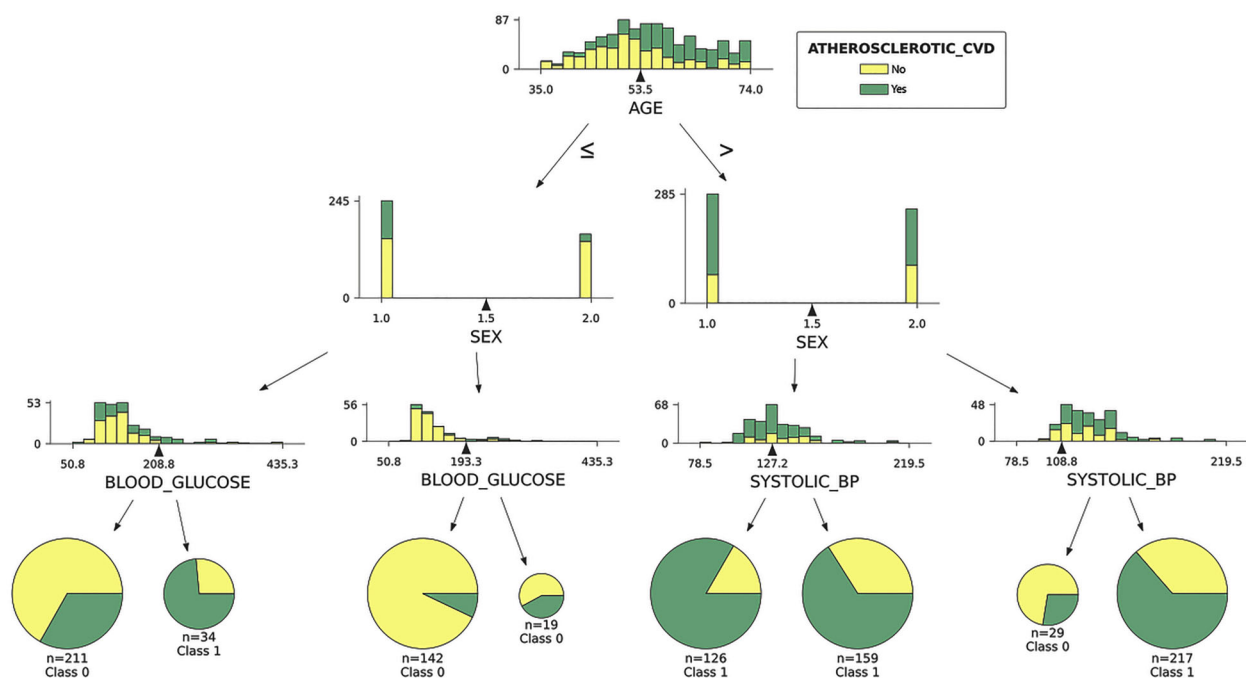 87
0
35.0 53.5 74.0
AGE
ATHEROSCLEROTIC_CVD
No
Yes
≤ >
245
0
1.0 1.5 2.0
SEX
285
0
1.0 1.5 2.0
SEX
53
0
50.8 208.8 435.3
BLOOD_GLUCOSE
56
0
50.8 193.3 435.3
BLOOD_GLUCOSE
68
0
78.5 127.2 219.5
SYSTOLIC_BP
48
0
78.5 108.8 219.5
SYSTOLIC_BP
n=211
Class 0
n=34
Class 1
n=142
Class 0
n=19
Class 0
n=126
Class 1
n=159
Class 1
n=29
Class 0
n=217
Class 1